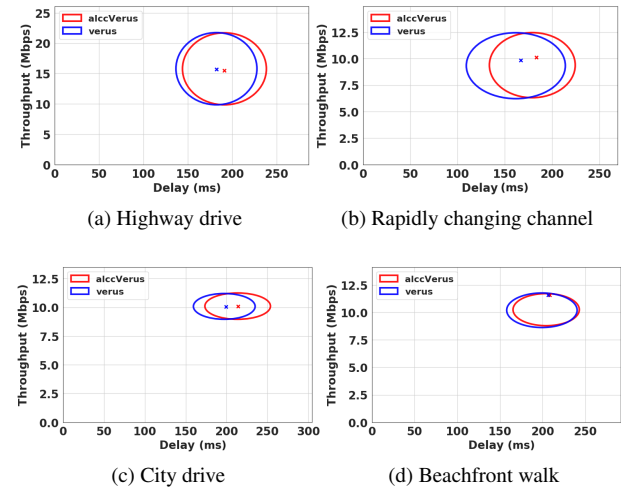 25
20
15
10
5
0
Throughput (Mbps)
alccVerus
verus
0 50 100 150 200 250
Delay (ms)
(a) Highway drive
12.5
10.0
7.5
5.0
2.5
0.0
Throughput (Mbps)
alccVerus
verus
0 50 100 150 200 250
Delay (ms)
(b) Rapidly changing channel
12.5
10.0
7.5
5.0
2.5
0.0
Throughput (Mbps)
alccVerus
verus
0 50 100 150 200 250 300
Delay (ms)
(c) City drive
12.5
10.0
7.5
5.0
2.5
0.0
Throughput (Mbps)
alccVerus
verus
0 50 100 150 200 250
Delay (ms)
(d) Beachfront walk